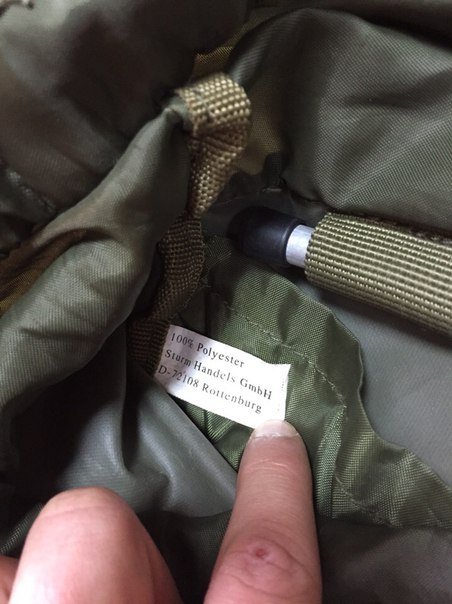 100% Polyester
Sturm Handels GmbH
D-72108 Rottenburg